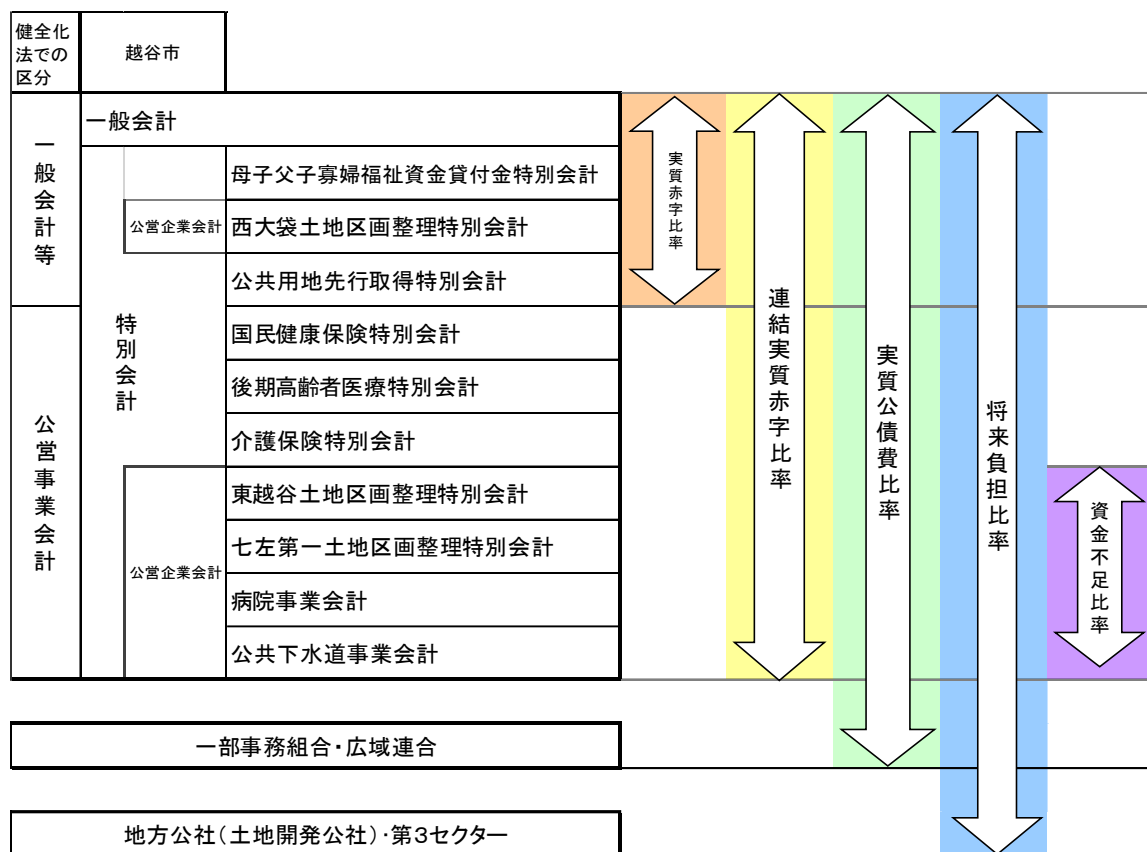 健全化
法での
区分
越谷市
一般会計等
一般会計
母子父子寡婦福祉資金貸付金特別会計
公営企業会計
西大袋土地区画整理特別会計
公共用地先行取得特別会計
特別会計
国民健康保険特別会計
後期高齢者医療特別会計
介護保険特別会計
公営事業会計
公営企業会計
東越谷土地区画整理特別会計
七左第一土地区画整理特別会計
病院事業会計
公共下水道事業会計
実質赤字比率
連結実質赤字比率
実質公債費比率
将来負担比率
資金不足比率
一部事務組合・広域連合
地方公社(土地開発公社)・第3セクター